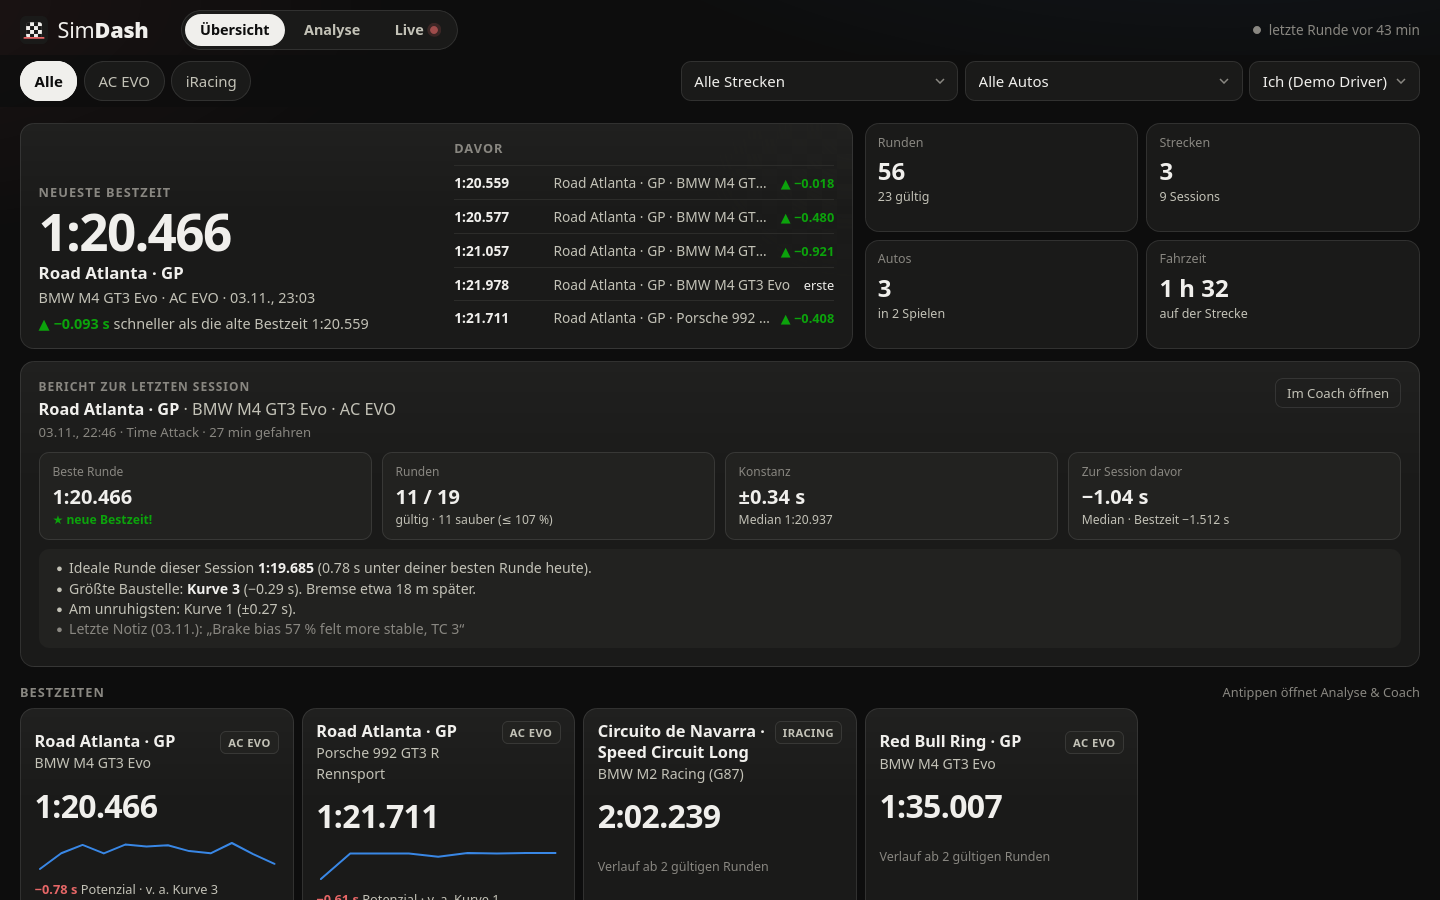 SimDash
Übersicht
Analyse
Live
letzte Runde vor 43 min
Alle
AC EVO
iRacing
Alle Strecken
Alle Autos
Ich (Demo Driver)
NEUESTE BESTZEIT
1:20.466
Road Atlanta · GP
BMW M4 GT3 Evo · AC EVO · 03.11., 23:03
▲ −0.093 s schneller als die alte Bestzeit 1:20.559
DAVOR
1:20.559 Road Atlanta · GP · BMW M4 GT… ▲ −0.018
1:20.577 Road Atlanta · GP · BMW M4 GT… ▲ −0.480
1:21.057 Road Atlanta · GP · BMW M4 GT… ▲ −0.921
1:21.978 Road Atlanta · GP · BMW M4 GT3 Evo erste
1:21.711 Road Atlanta · GP · Porsche 992 … ▲ −0.408
Runden
56
23 gültig
Strecken
3
9 Sessions
Autos
3
in 2 Spielen
Fahrzeit
1 h 32
auf der Strecke
BERICHT ZUR LETZTEN SESSION
Road Atlanta · GP · BMW M4 GT3 Evo · AC EVO
03.11., 22:46 · Time Attack · 27 min gefahren
Im Coach öffnen
Beste Runde
1:20.466
★ neue Bestzeit!
Runden
11 / 19
gültig · 11 sauber (≤ 107 %)
Konstanz
±0.34 s
Median 1:20.937
Zur Session davor
−1.04 s
Median · Bestzeit −1.512 s
• Ideale Runde dieser Session 1:19.685 (0.78 s unter deiner besten Runde heute).
• Größte Baustelle: Kurve 3 (−0.29 s). Bremse etwa 18 m später.
• Am unruhigsten: Kurve 1 (±0.27 s).
• Letzte Notiz (03.11.): „Brake bias 57 % felt more stable, TC 3“
BESTZEITEN
Antippen öffnet Analyse & Coach
Road Atlanta · GP
AC EVO
BMW M4 GT3 Evo
1:20.466
−0.78 s Potenzial · v. a. Kurve 3
Road Atlanta · GP
AC EVO
Porsche 992 GT3 R
Rennsport
1:21.711
−0.61 s Potenzial · v. a. Kurve 1
Circuito de Navarra ·
Speed Circuit Long
IRACING
BMW M2 Racing (G87)
2:02.239
Verlauf ab 2 gültigen Runden
Red Bull Ring · GP
AC EVO
BMW M4 GT3 Evo
1:35.007
Verlauf ab 2 gültigen Runden